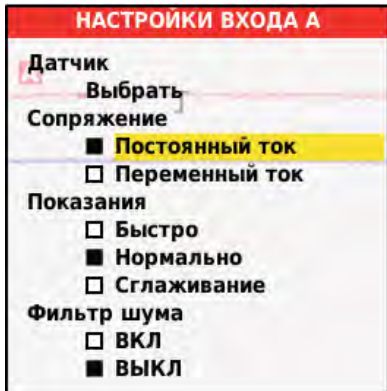 НАСТРОЙКИ ВХОДА А
Датчик
Выбрать
Сопряжение
Постоянный ток
Переменный ток
Показания
Быстро
Нормально
Сглаживание
Фильтр шума
ВКЛ
ВЫКЛ